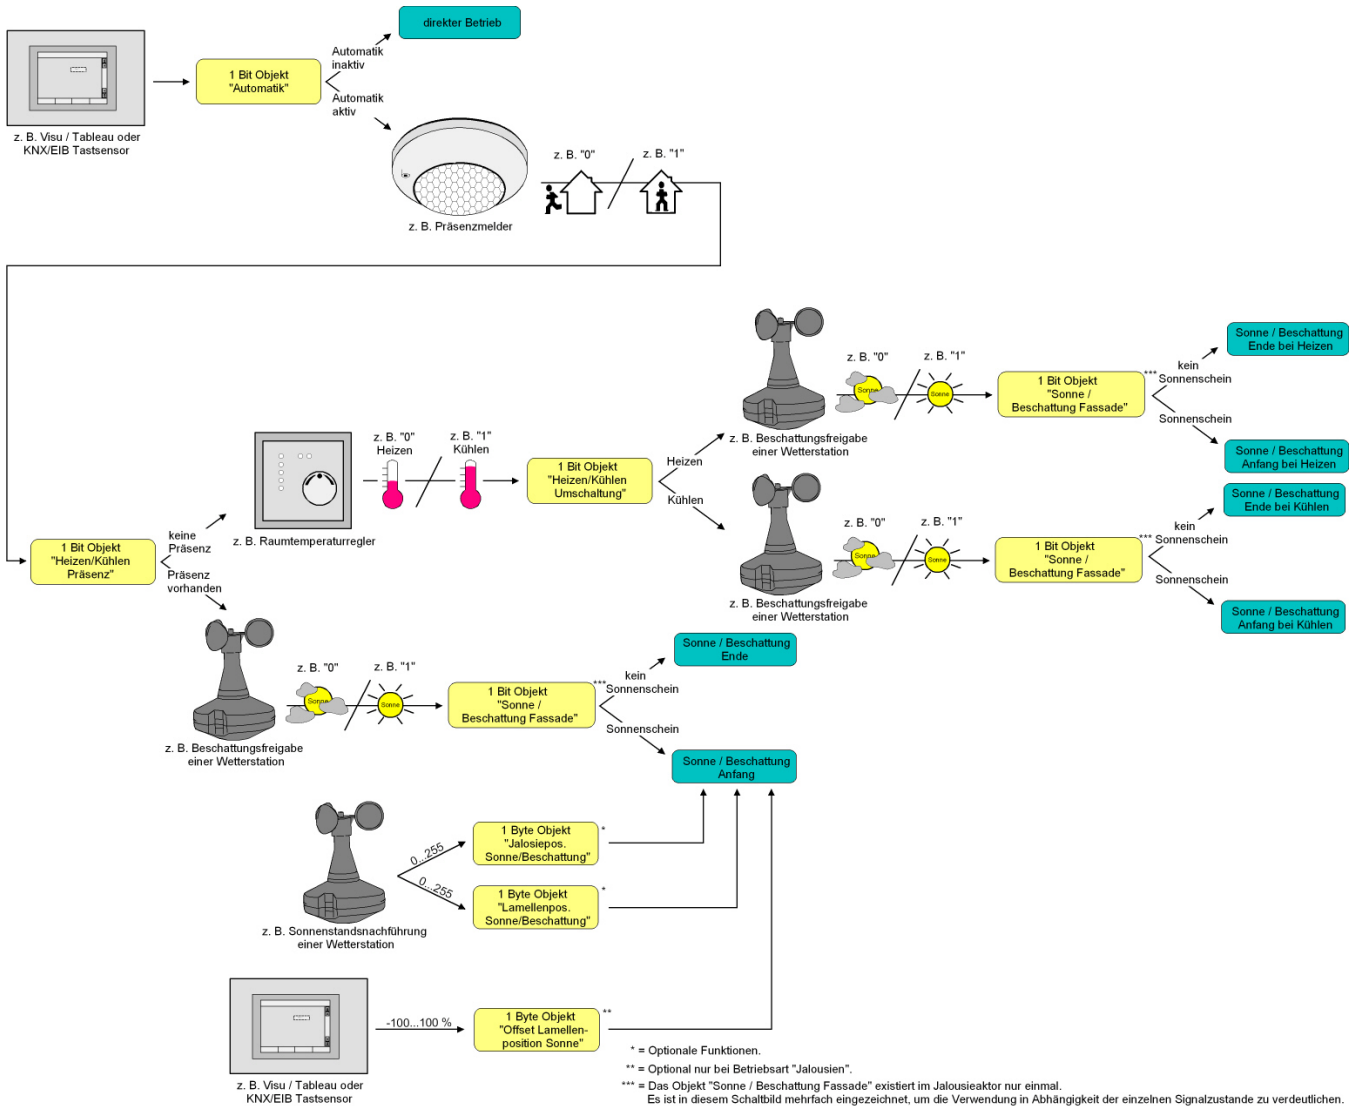 direkter Betrieb
Automatik
inaktiv
1 Bit Objekt
"Automatik"
Automatik
aktiv
z. B. Visu / Tableau oder
KNX/EIB Tastsensor
z. B. "0"
z. B. "1"
z. B. Präsenzmelder
z. B. "0"
z. B. "1"
Sonne
Sonne
1 Bit Objekt
"Sonne /
Beschattung Fassade"
***
kein
Sonnenschein
Sonnenschein
Sonne / Beschattung
Ende bei Heizen
Sonne / Beschattung
Anfang bei Heizen
z. B. Beschattungsfreigabe
einer Wetterstation
z. B. "0"
Heizen
z. B. "1"
Kühlen
1 Bit Objekt
"Heizen/Kühlen
Umschaltung"
Heizen
Kühlen
z. B. Raumtemperaturregler
z. B. "0"
z. B. "1"
Sonne
Sonne
1 Bit Objekt
"Sonne /
Beschattung Fassade"
***
kein
Sonnenschein
Sonnenschein
Sonne / Beschattung
Ende bei Kühlen
Sonne / Beschattung
Anfang bei Kühlen
z. B. Beschattungsfreigabe
einer Wetterstation
1 Bit Objekt
"Heizen/Kühlen
Präsenz"
keine
Präsenz
Präsenz
vorhanden
z. B. "0"
z. B. "1"
Sonne
Sonne
1 Bit Objekt
"Sonne /
Beschattung Fassade"
***
kein
Sonnenschein
Sonnenschein
Sonne / Beschattung
Ende
Sonne / Beschattung
Anfang
z. B. Beschattungsfreigabe
einer Wetterstation
0...255
0...255
1 Byte Objekt
"Jalosiepos.
Sonne/Beschattung"
*
1 Byte Objekt
"Lamellenpos.
Sonne/Beschattung"
*
z. B. Sonnenstandsnachführung
einer Wetterstation
-100...100 %
1 Byte Objekt
"Offset Lamellen-
position Sonne"
**
z. B. Visu / Tableau oder
KNX/EIB Tastsensor
* = Optionale Funktionen.
** = Optional nur bei Betriebsart "Jalousien".
*** = Das Objekt "Sonne / Beschattung Fassade" existiert im Jalousieaktor nur einmal.
Es ist in diesem Schaltbild mehrfach eingezeichnet, um die Verwendung in Abhängigkeit der einzelnen Signalzustande zu verdeutlichen.